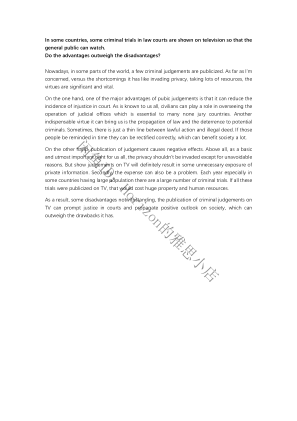 In some countries, some criminal trials in law courts are shown on television so that the
general public can watch.
Do the advantages outweigh the disadvantages?
Nowadays, in some parts of the world, a few criminal judgements are publicized. As far as I'm
concerned, versus the shortcomings it has like invading privacy, taking lots of resources, the
virtues are significant and vital.
On the one hand, one of the major advantages of pubic judgements is that it can reduce the
incidence of injustice in court. As is known to us all, civilians can play a role in overseeing the
operation of judicial offices which is essential to many none jury countries. Another
indispensable virtue it can bring us is the propagation of law and the deterrence to potential
criminals. Sometimes, there is just a thin line between lawful action and illegal deed. If those
people be reminded in time they can be rectified correctly, which can benefit society a lot.
On the other hand, publication of judgement causes negative effects. Above all, as a basic
and utmost important right for us all, the privacy shouldn't be invaded except for unavoidable
reasons. But show judgements on TV will definitely result in some unnecessary exposure of
private information. Secondly, the expense can also be a problem. Each year especially in
some countries having large population there are a large number of criminal trials. If all these
trials were publicated on TV, that would cost huge property and human resources.
As a result, some disadvantages notwithstanding, the publication of criminal judgements on
TV can prompt justice in courts and propagate positive outlook on society, which can
outweigh the drawbacks it has.
的雅思小店